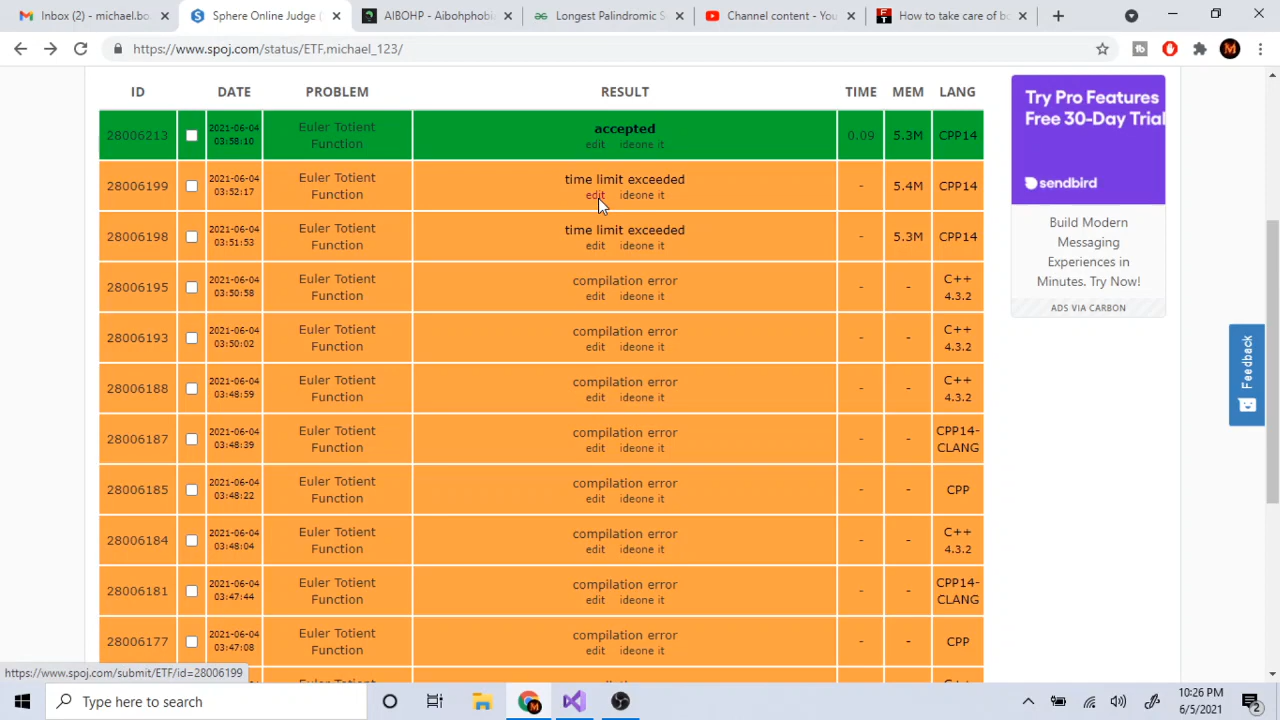 Inbox (2) - michael.bo
Sphere Online Judge (
AIBOHP - Aibohphobi
Longest Palindromic S
Channel content - You
How to take care of b
https://www.spoj.com/status/ETF,michael_123/
ID DATE PROBLEM RESULT TIME MEM LANG
28006213 2021-06-04 03:58:10 Euler Totient Function accepted edit ideone it 0.09 5.3M CPP14
28006199 2021-06-04 03:52:17 Euler Totient Function time limit exceeded edit ideone it - 5.4M CPP14
28006198 2021-06-04 03:51:53 Euler Totient Function time limit exceeded edit ideone it - 5.3M CPP14
28006195 2021-06-04 03:50:58 Euler Totient Function compilation error edit ideone it - - C++ 4.3.2
28006193 2021-06-04 03:50:02 Euler Totient Function compilation error edit ideone it - - C++ 4.3.2
28006188 2021-06-04 03:48:59 Euler Totient Function compilation error edit ideone it - - C++ 4.3.2
28006187 2021-06-04 03:48:39 Euler Totient Function compilation error edit ideone it - - CPP14-CLANG
28006185 2021-06-04 03:48:22 Euler Totient Function compilation error edit ideone it - - CPP
28006184 2021-06-04 03:48:04 Euler Totient Function compilation error edit ideone it - - C++ 4.3.2
28006181 2021-06-04 03:47:44 Euler Totient Function compilation error edit ideone it - - CPP14-CLANG
28006177 2021-06-04 03:47:08 Euler Totient Function compilation error edit ideone it - - CPP
Try Pro Features
Free 30-Day Trial
sendbird
Build Modern
Messaging
Experiences in
Minutes. Try Now!
ADS VIA CARBON
Feedback
https://www.spoj.com/submit/ETF/id=28006199
Type here to search
10:26 PM
6/5/2021
2